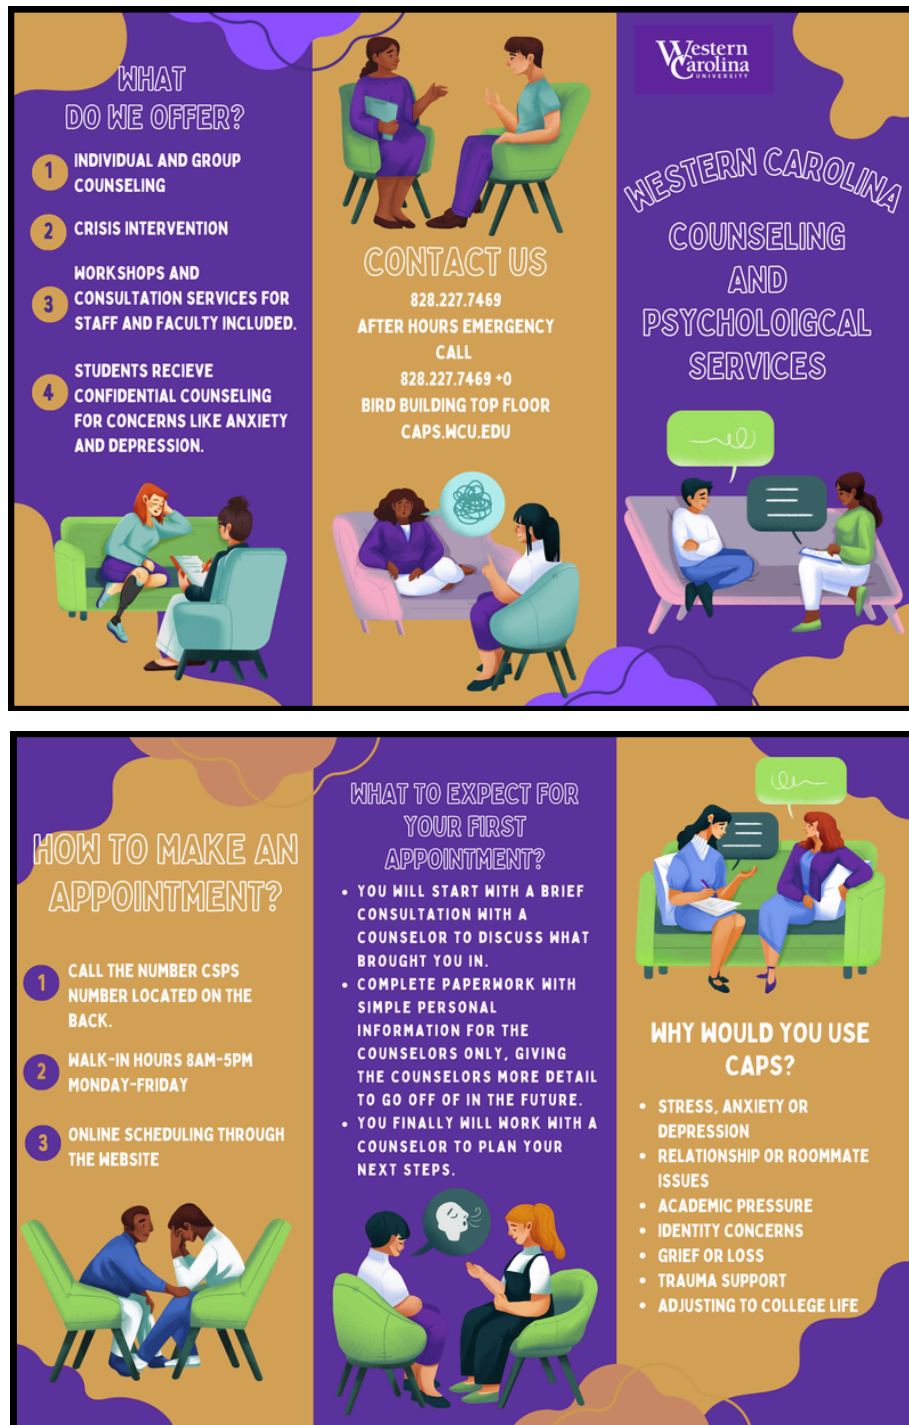 WHAT
DO WE OFFER?
1
INDIVIDUAL AND GROUP
COUNSELING
2
CRISIS INTERVENTION
3
WORKSHOPS AND
CONSULTATION SERVICES FOR
STAFF AND FACULTY INCLUDED.
4
STUDENTS RECIEVE
CONFIDENTIAL COUNSELING
FOR CONCERNS LIKE ANXIETY
AND DEPRESSION.
CONTACT US
828.227.7469
AFTER HOURS EMERGENCY
CALL
828.227.7469 +0
BIRD BUILDING TOP FLOOR
CAPS.WCU.EDU
Western
Carolina
UNIVERSITY
WESTERN CAROLINA
COUNSELING
AND
PSYCHOLOIGCAL
SERVICES
HOW TO MAKE AN
APPOINTMENT?
1
CALL THE NUMBER CSPS
NUMBER LOCATED ON THE
BACK.
2
WALK-IN HOURS 8AM-5PM
MONDAY-FRIDAY
3
ONLINE SCHEDULING THROUGH
THE WEBSITE
WHAT TO EXPECT FOR
YOUR FIRST
APPOINTMENT?
• YOU WILL START WITH A BRIEF
CONSULTATION WITH A
COUNSELOR TO DISCUSS WHAT
BROUGHT YOU IN.
• COMPLETE PAPERWORK WITH
SIMPLE PERSONAL
INFORMATION FOR THE
COUNSELORS ONLY, GIVING
THE COUNSELORS MORE DETAIL
TO GO OFF OF IN THE FUTURE.
• YOU FINALLY WILL WORK WITH A
COUNSELOR TO PLAN YOUR
NEXT STEPS.
WHY WOULD YOU USE
CAPS?
• STRESS, ANXIETY OR
DEPRESSION
• RELATIONSHIP OR ROOMMATE
ISSUES
• ACADEMIC PRESSURE
• IDENTITY CONCERNS
• GRIEF OR LOSS
• TRAUMA SUPPORT
• ADJUSTING TO COLLEGE LIFE